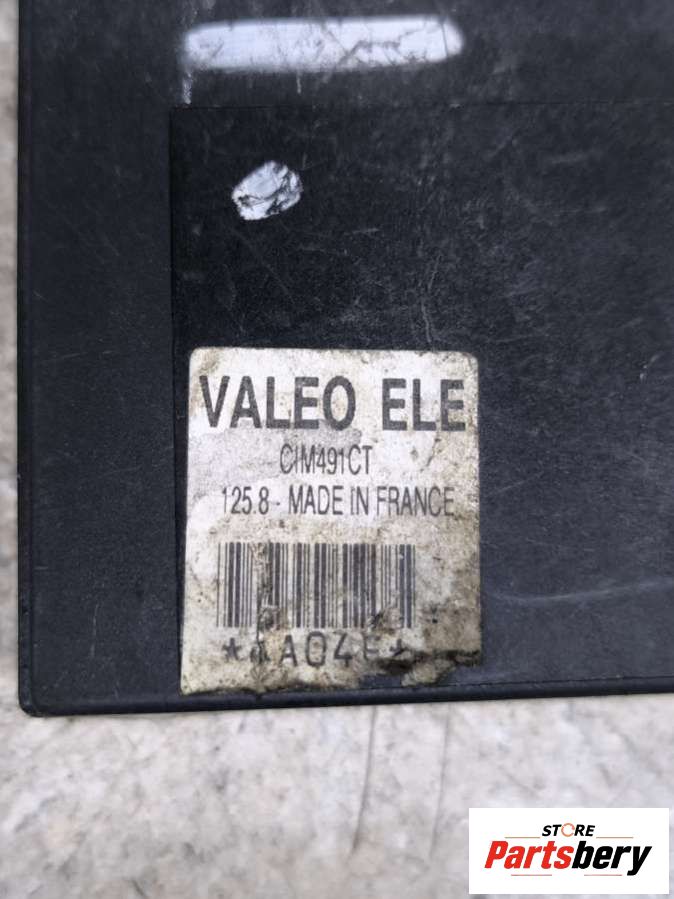 VALEO ELE
CIM491CT
125.8 - MADE IN FRANCE
STORE
Partsbery